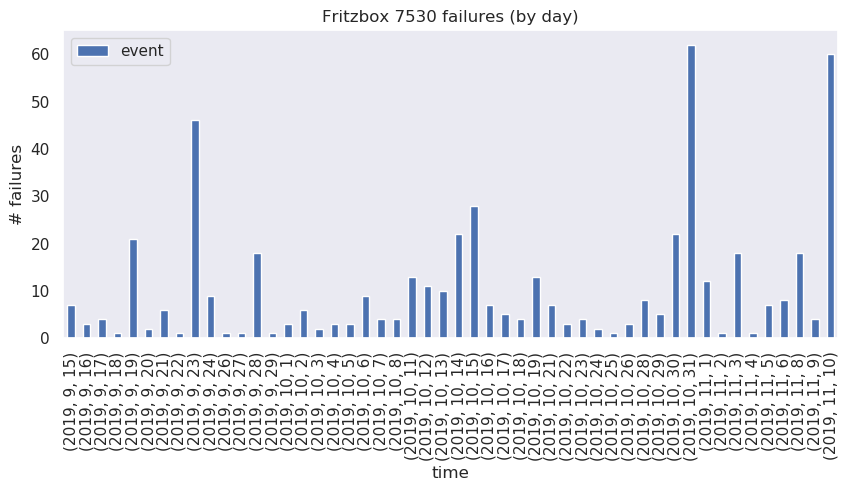 Fritzbox 7530 failures (by day)
event
# failures
60
50
40
30
20
10
0
(2019, 9, 15)
(2019, 9, 16)
(2019, 9, 17)
(2019, 9, 18)
(2019, 9, 19)
(2019, 9, 20)
(2019, 9, 21)
(2019, 9, 22)
(2019, 9, 23)
(2019, 9, 24)
(2019, 9, 26)
(2019, 9, 27)
(2019, 9, 28)
(2019, 9, 29)
(2019, 10, 1)
(2019, 10, 2)
(2019, 10, 3)
(2019, 10, 4)
(2019, 10, 5)
(2019, 10, 6)
(2019, 10, 7)
(2019, 10, 8)
(2019, 10, 11)
(2019, 10, 12)
(2019, 10, 13)
(2019, 10, 14)
(2019, 10, 15)
(2019, 10, 16)
(2019, 10, 17)
(2019, 10, 18)
(2019, 10, 19)
(2019, 10, 21)
(2019, 10, 22)
(2019, 10, 23)
(2019, 10, 24)
(2019, 10, 25)
(2019, 10, 26)
(2019, 10, 28)
(2019, 10, 29)
(2019, 10, 30)
(2019, 10, 31)
(2019, 11, 1)
(2019, 11, 2)
(2019, 11, 3)
(2019, 11, 4)
(2019, 11, 5)
(2019, 11, 6)
(2019, 11, 8)
(2019, 11, 9)
(2019, 11, 10)
time